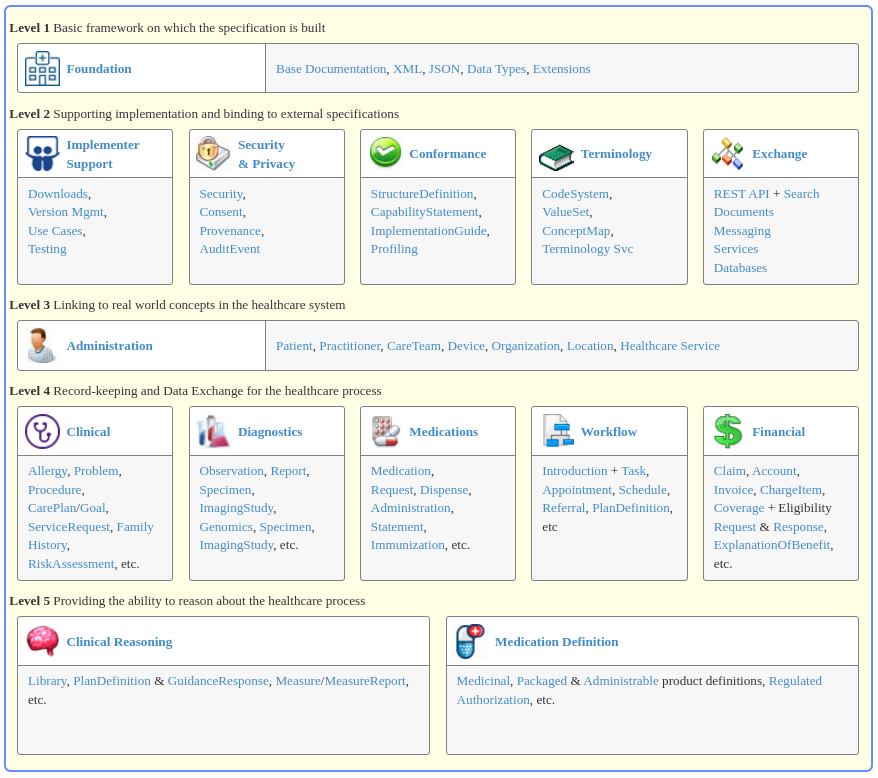 Level 1 Basic framework on which the specification is built
Foundation
Base Documentation, XML, JSON, Data Types, Extensions
Level 2 Supporting implementation and binding to external specifications
Implementer
Support
Downloads,
Version Mgmt,
Use Cases,
Testing
Security
& Privacy
Security,
Consent,
Provenance,
AuditEvent
Conformance
StructureDefinition,
CapabilityStatement,
ImplementationGuide,
Profiling
Terminology
CodeSystem,
ValueSet,
ConceptMap,
Terminology Svc
Exchange
REST API + Search
Documents
Messaging
Services
Databases
Level 3 Linking to real world concepts in the healthcare system
Administration
Patient, Practitioner, CareTeam, Device, Organization, Location, Healthcare Service
Level 4 Record-keeping and Data Exchange for the healthcare process
Clinical
Allergy, Problem,
Procedure,
CarePlan/Goal,
ServiceRequest, Family
History,
RiskAssessment, etc.
Diagnostics
Observation, Report,
Specimen,
ImagingStudy,
Genomics, Specimen,
ImagingStudy, etc.
Medications
Medication,
Request, Dispense,
Administration,
Statement,
Immunization, etc.
Workflow
Introduction + Task,
Appointment, Schedule,
Referral, PlanDefinition,
etc
Financial
Claim, Account,
Invoice, ChargeItem,
Coverage + Eligibility
Request & Response,
ExplanationOfBenefit,
etc.
Level 5 Providing the ability to reason about the healthcare process
Clinical Reasoning
Library, PlanDefinition & GuidanceResponse, Measure/MeasureReport,
etc.
Medication Definition
Medicinal, Packaged & Administrable product definitions, Regulated
Authorization, etc.